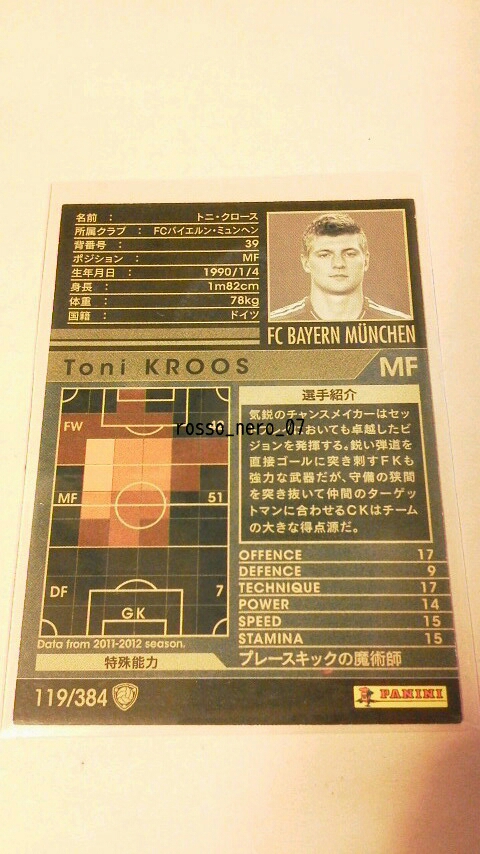 名前 : トニ・クロース
所属クラブ : FCバイエルン・ミュンヘン
背番号 : 39
ポジション : MF
生年月日 : 1990/1/4
身長 : 1m82cm
体重 : 78kg
国籍 : ドイツ
FC BAYERN MÜNCHEN
Toni KROOS MF
選手紹介
気鋭のチャンスメイカーはセッ
トプレーにおいても卓越したビ
ジョンを発揮する。鋭い弾道を
直接ゴールに突き刺すFKも
強力な武器だが、守備の狭間
を突き抜いて仲間のターゲッ
トマンに合わせるCKはチーム
の大きな得点源だ。
rosso_nero_07
FW
MF 51
DF 7
GK
Data from 2011-2012 season.
OFFENCE 17
DEFENCE 9
TECHNIQUE 17
POWER 14
SPEED 15
STAMINA 15
特殊能力 プレースキックの魔術師
119/384
PANINI